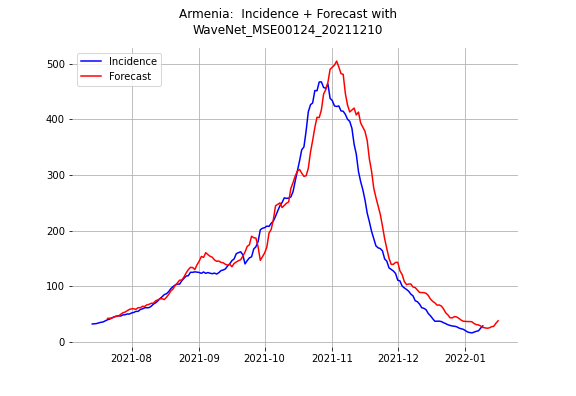 Armenia:  Incidence + Forecast with
WaveNet_MSE00124_20211210
Incidence
Forecast
500
400
300
200
100
0
2021-08 2021-09 2021-10 2021-11 2021-12 2022-01